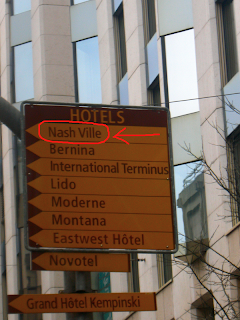 HOTELS
Nash Ville
Bernina
International Terminus
Lido
Moderne
Montana
Eastwest Hôtel
Novotel
Grand Hôtel Kempinski